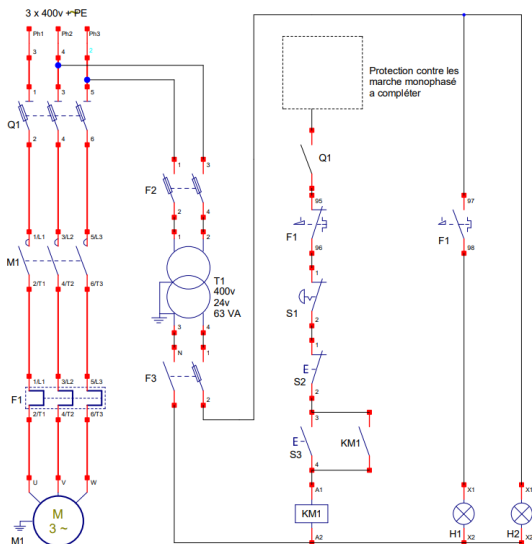 3 x 400v + PE
Ph1 Ph2 Ph3
3 4 2
1 3 5
Q1
2 4 6
1/L1 3/L2 5/L3
M1
2/T1 4/T2 6/T3
1/L1 3/L2 5/L3
F1
2/T1 4/T2 6/T3
U V W
M
3 ~
M1
1 3
F2
2 4
1 2
T1
400v
24v
63 VA
3 4
N 1
F3
2
Protection contre les
marche monophasé
a compléter
Q1
95
F1
96
1
S1
2
1
E
S2
2
3
E
S3
4
KM1
A1
KM1
A2
97
F1
98
X1 X1
H1 H2
X2 X2